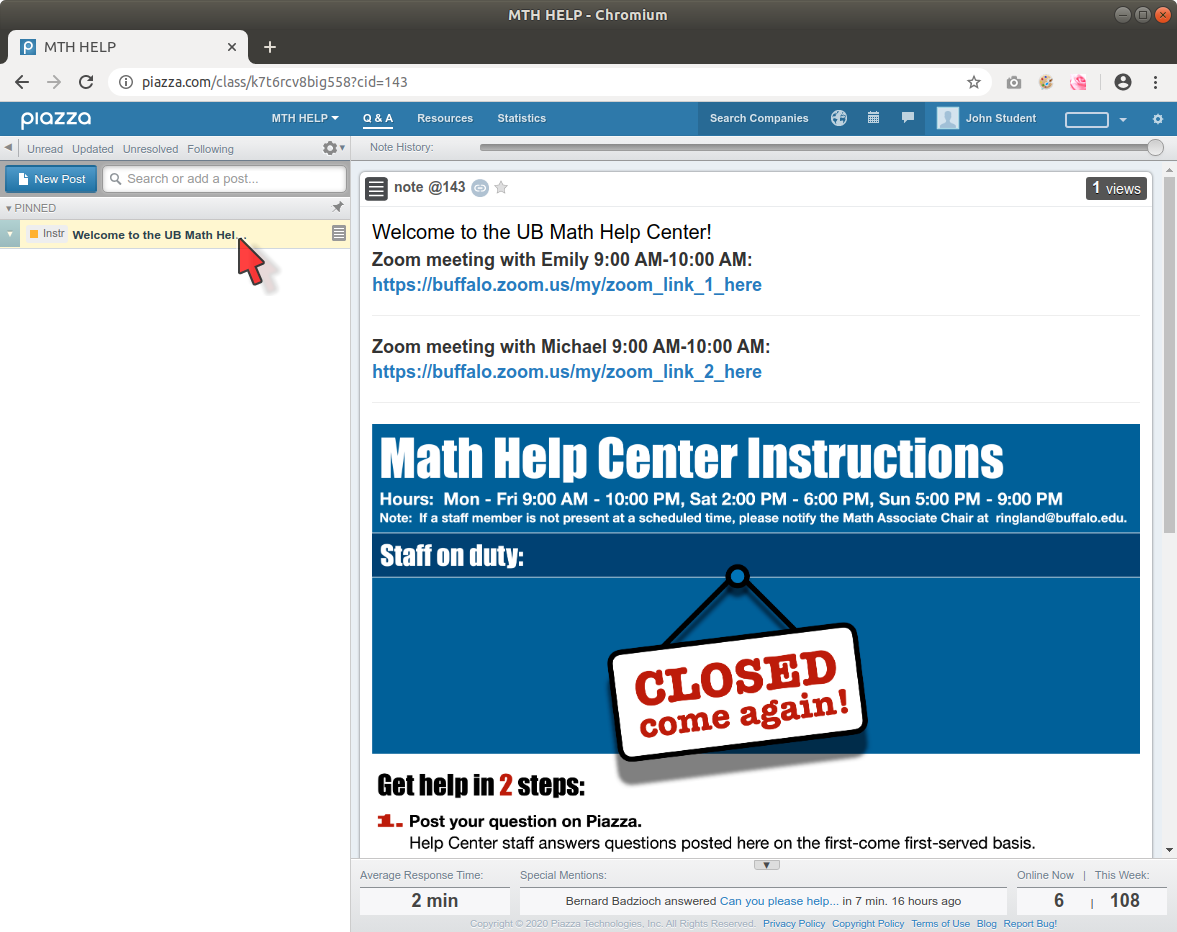 MTH HELP - Chromium
MTH HELP
piazza.com/class/k7t6rcv8big558?cid=143
piazza
MTH HELP
Q & A
Resources
Statistics
Search Companies
John Student
Unread
Updated
Unresolved
Following
Note History:
New Post
Search or add a post...
note @143
1 views
PINNED
Instr
Welcome to the UB Math Hel...
Welcome to the UB Math Help Center!
Zoom meeting with Emily 9:00 AM-10:00 AM:
https://buffalo.zoom.us/my/zoom_link_1_here
Zoom meeting with Michael 9:00 AM-10:00 AM:
https://buffalo.zoom.us/my/zoom_link_2_here
Math Help Center Instructions
Hours: Mon - Fri 9:00 AM - 10:00 PM, Sat 2:00 PM - 6:00 PM, Sun 5:00 PM - 9:00 PM
Note: If a staff member is not present at a scheduled time, please notify the Math Associate Chair at ringland@buffalo.edu.
Staff on duty:
CLOSED
come again!
Get help in 2 steps:
1. Post your question on Piazza.
Help Center staff answers questions posted here on the first-come first-served basis.
Average Response Time:
2 min
Special Mentions:
Bernard Badzioch answered Can you please help... in 7 min. 16 hours ago
Online Now | This Week:
6 | 108
Copyright © 2020 Piazza Technologies, Inc. All Rights Reserved. Privacy Policy Copyright Policy Terms of Use Blog Report Bug!